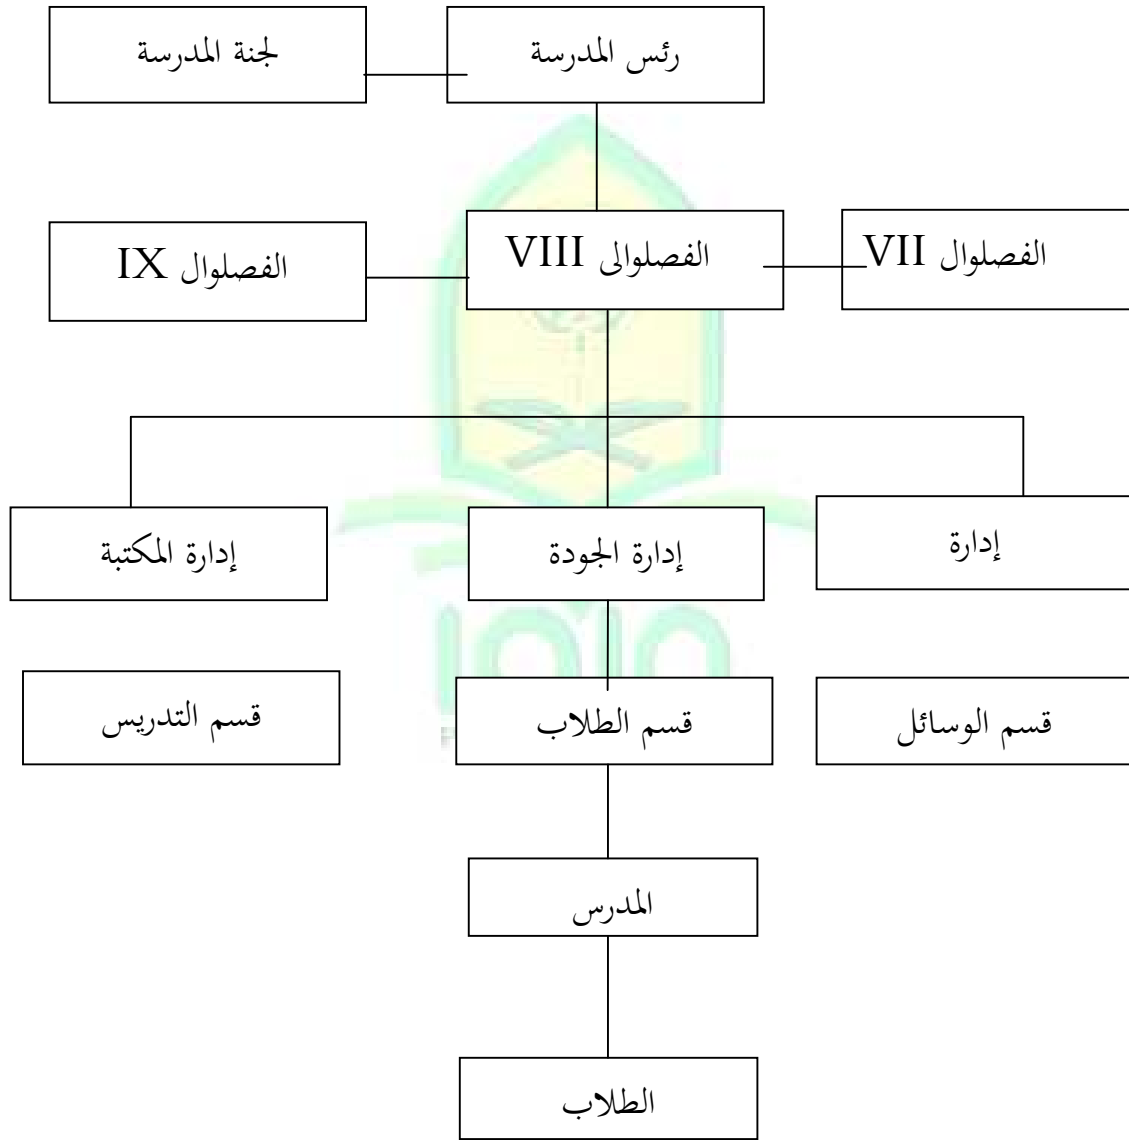 رئس المدرسة
لجنة المدرسة
الفصلوال VII
الفصلوالى VIII
الفصلوال IX
إدارة
إدارة الجودة
إدارة المكتبة
قسم الوسائل
قسم الطلاب
قسم التدريس
المدرس
الطلاب